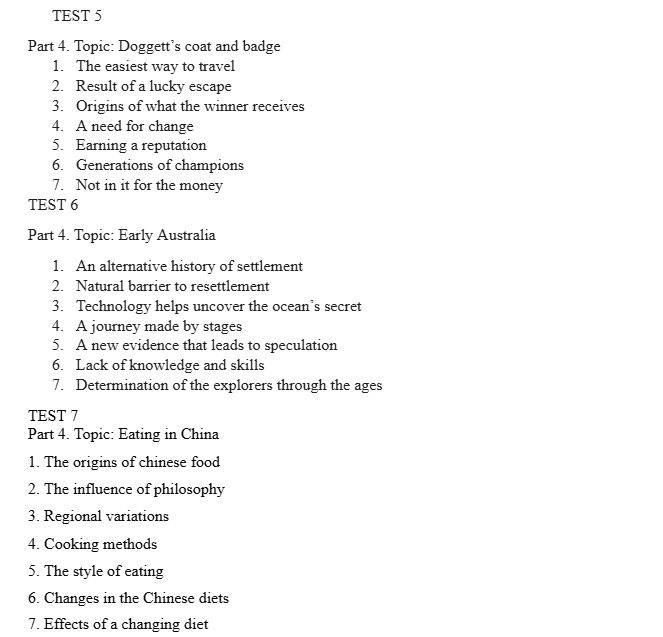 TEST 5
Part 4. Topic: Doggett’s coat and badge
1. The easiest way to travel
2. Result of a lucky escape
3. Origins of what the winner receives
4. A need for change
5. Earning a reputation
6. Generations of champions
7. Not in it for the money
TEST 6
Part 4. Topic: Early Australia
1. An alternative history of settlement
2. Natural barrier to resettlement
3. Technology helps uncover the ocean’s secret
4. A journey made by stages
5. A new evidence that leads to speculation
6. Lack of knowledge and skills
7. Determination of the explorers through the ages
TEST 7
Part 4. Topic: Eating in China
1. The origins of chinese food
2. The influence of philosophy
3. Regional variations
4. Cooking methods
5. The style of eating
6. Changes in the Chinese diets
7. Effects of a changing diet